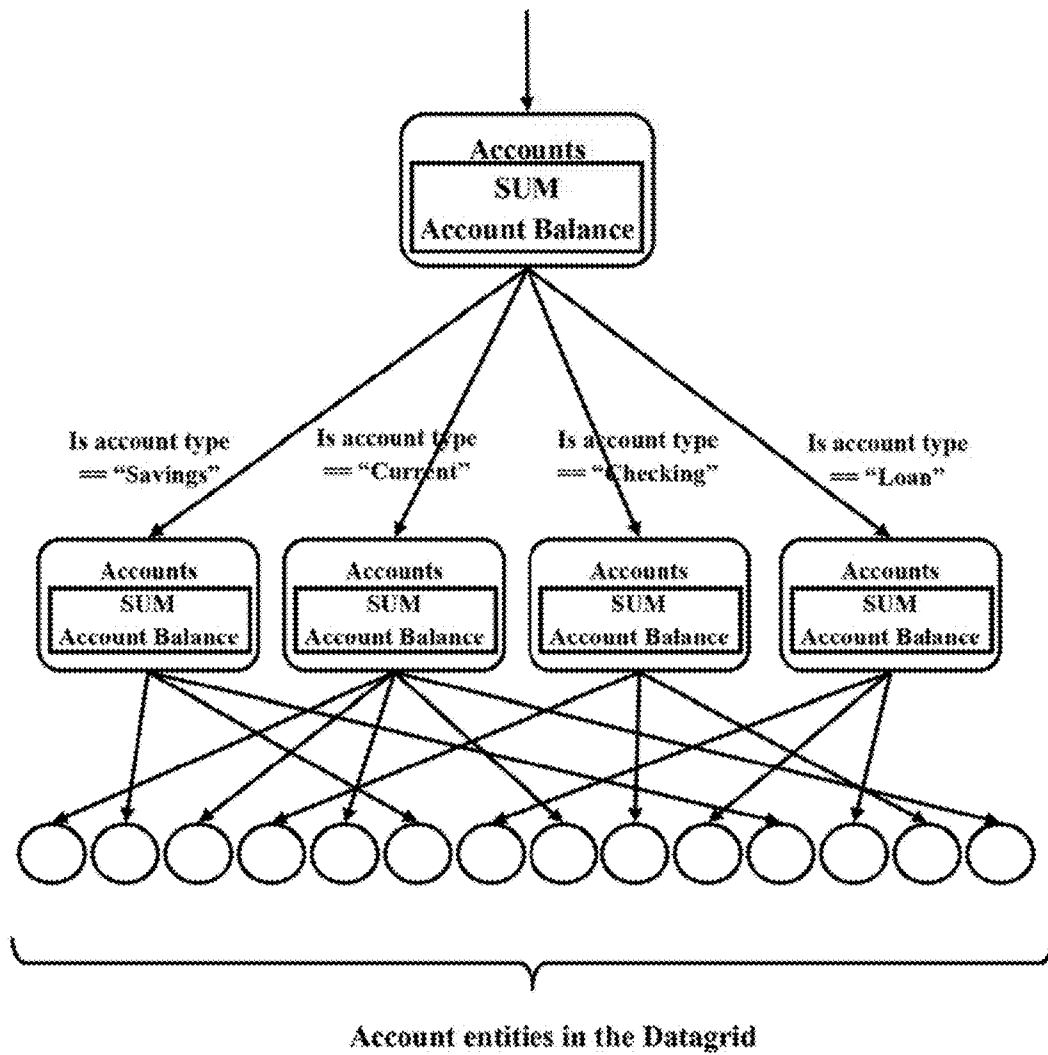 Accounts
SUM
Account Balance
Is account type
== “Savings”
Is account type
== “Current”
Is account type
== “Checking”
Is account type
== “Loan”
Accounts
SUM
Account Balance
Accounts
SUM
Account Balance
Accounts
SUM
Account Balance
Accounts
SUM
Account Balance
Account entities in the Datagrid